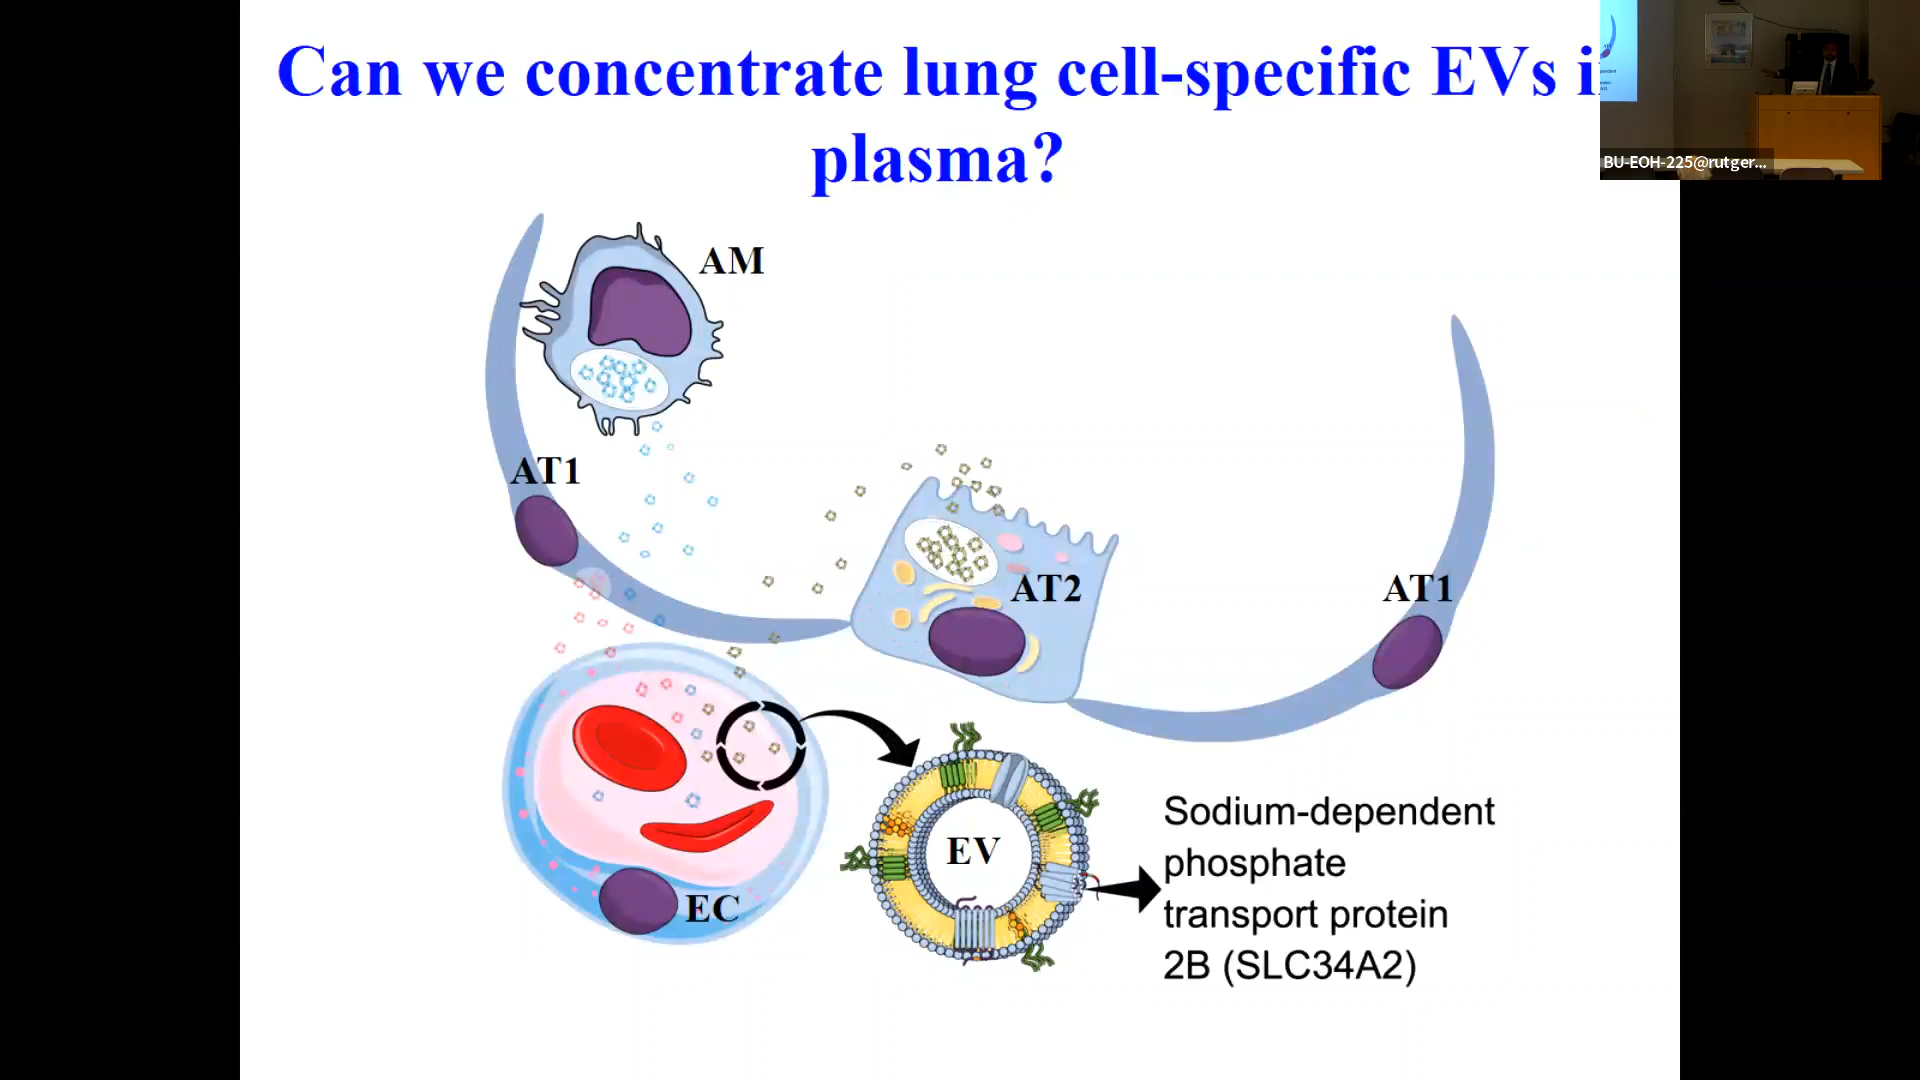 Can we concentrate lung cell-specific EVs i
plasma?
BU-EOH-225@rutger...
AM
AT1
AT2
AT1
EV
EC
Sodium-dependent
phosphate
transport protein
2B (SLC34A2)